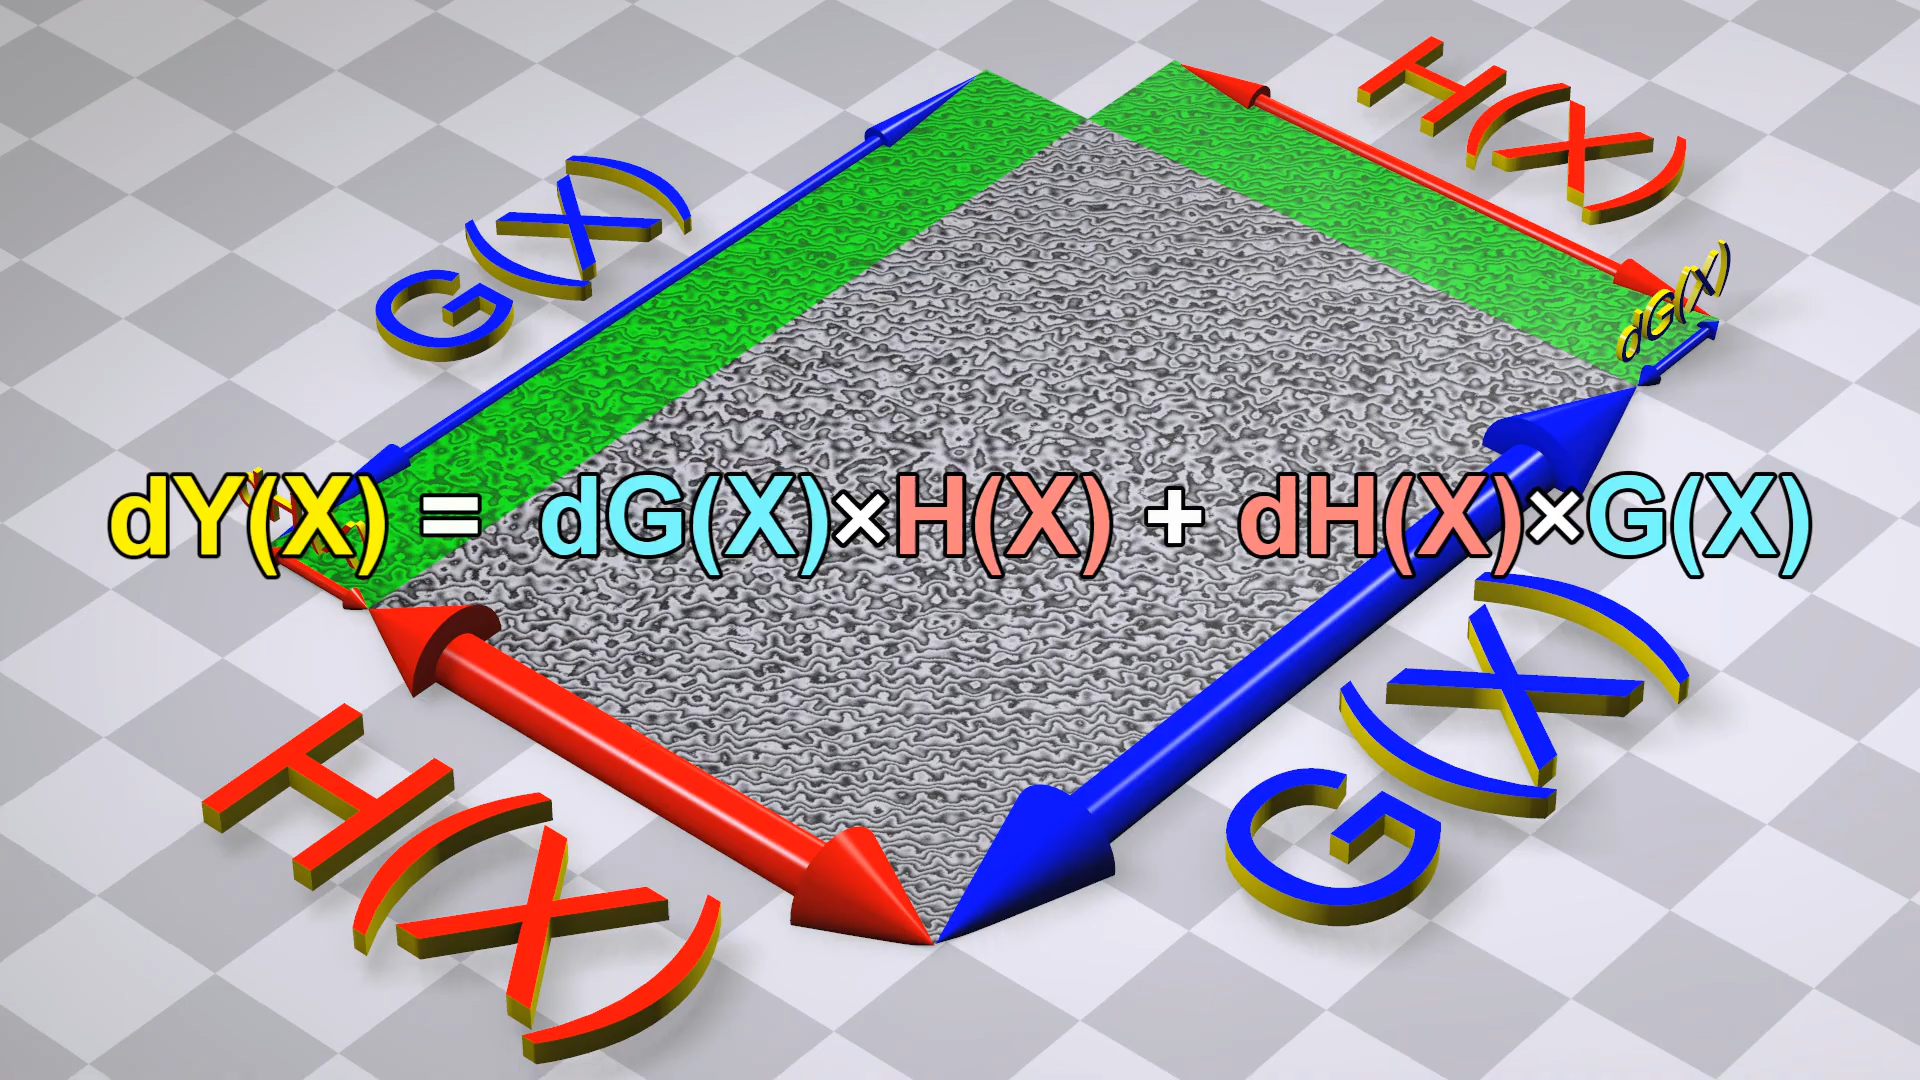 H(X)
G(X)
dG(X)
dY(X) = dG(X)×H(X) + dH(X)×G(X)
H(X)
G(X)